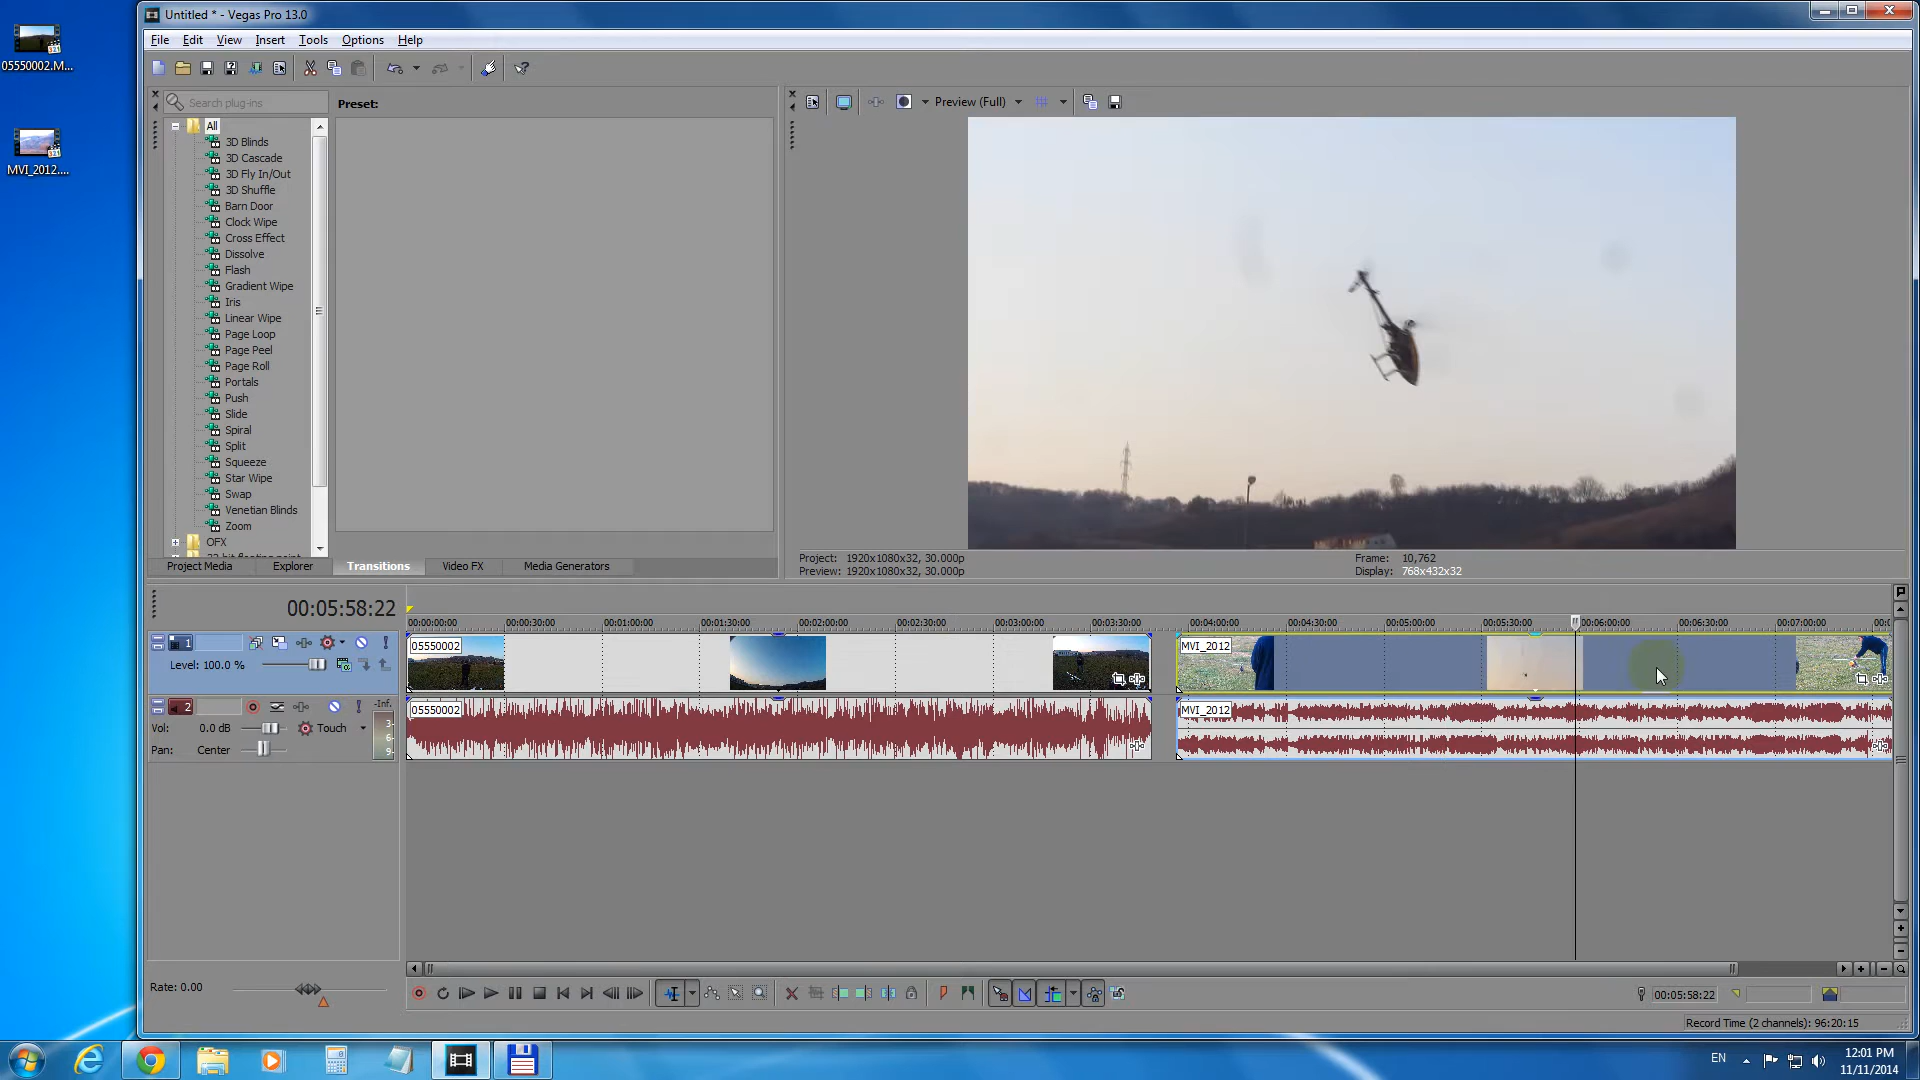 Untitled * - Vegas Pro 13.0
File Edit View Insert Tools Options Help
05550002.M...
MVI_2012....
Search plug-ins
Preset:
All
3D Blinds
3D Cascade
3D Fly In/Out
3D Shuffle
Barn Door
Clock Wipe
Cross Effect
Dissolve
Flash
Gradient Wipe
Iris
Linear Wipe
Page Loop
Page Peel
Page Roll
Portals
Push
Slide
Spiral
Split
Squeeze
Star Wipe
Swap
Venetian Blinds
Zoom
OFX
Project Media Explorer Transitions Video FX Media Generators
Preview (Full)
Project: 1920x1080x32, 30.000p
Preview: 1920x1080x32, 30.000p
Frame: 10,762
Display: 768x432x32
00:05:58:22
00:00:00:00 00:00:30:00 00:01:00:00 00:01:30:00 00:02:00:00 00:02:30:00 00:03:00:00 00:03:30:00 00:04:00:00 00:04:30:00 00:05:00:00 00:05:30:00 00:06:00:00 00:06:30:00 00:07:00:00
1
Level: 100.0 %
05550002
MVI_2012
2
-Inf.
3-
6-
9-
Vol: 0.0 dB Touch
Pan: Center
05550002
MVI_2012
Rate: 0.00
00:05:58:22
Record Time (2 channels): 96:20:15
EN
12:01 PM
11/11/2014